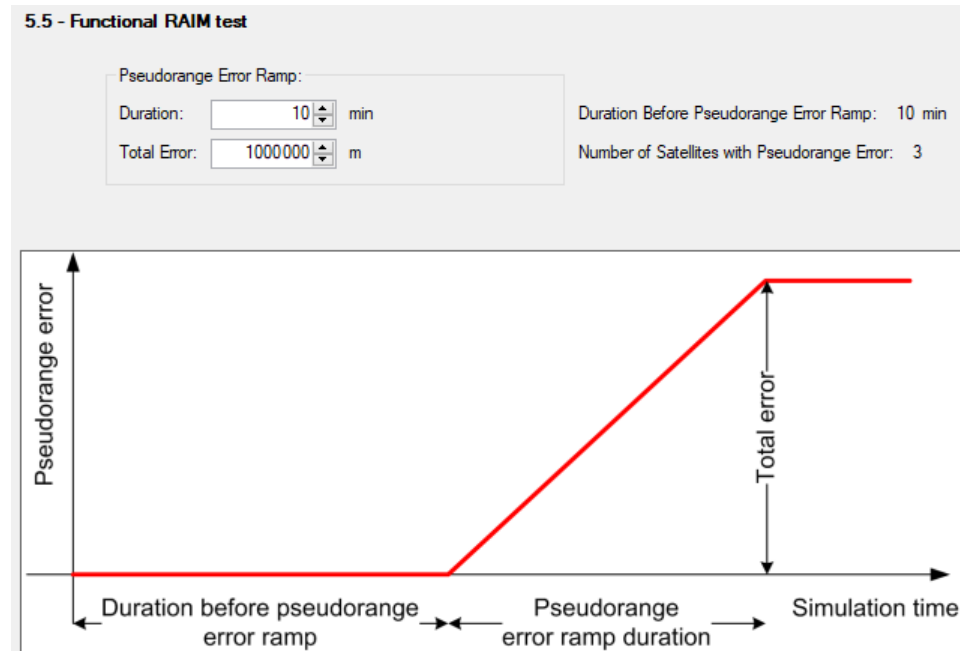 5.5 - Functional RAIM test
Pseudorange Error Ramp:
Duration: 10 min
Total Error: 1000000 m
Duration Before Pseudorange Error Ramp: 10 min
Number of Satellites with Pseudorange Error: 3
Pseudorange error
Total error
Duration before pseudorange
error ramp
Pseudorange
error ramp duration
Simulation time